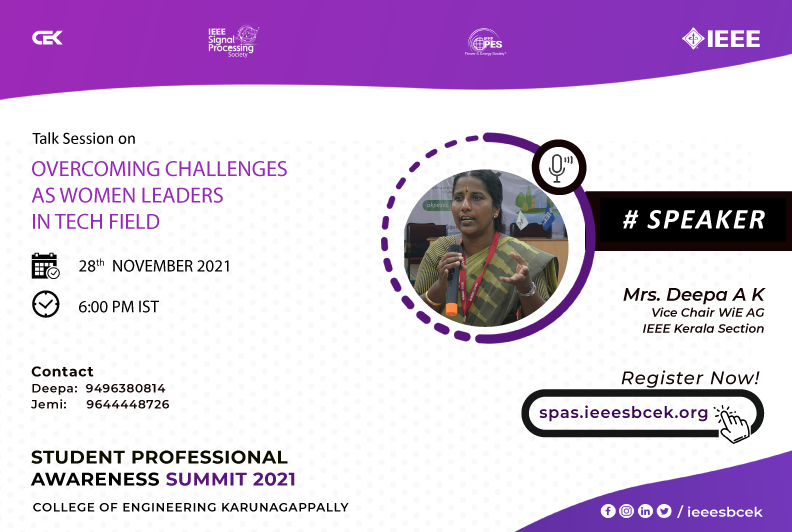 CEK
IEEE
Signal
Processing
Society
IEEE
PES
Power & Energy Society®
IEEE
Talk Session on
OVERCOMING CHALLENGES
AS WOMEN LEADERS
IN TECH FIELD
28th NOVEMBER 2021
6:00 PM IST
# SPEAKER
Mrs. Deepa A K
Vice Chair WiE AG
IEEE Kerala Section
Contact
Deepa: 9496380814
Jemi: 9644448726
Register Now!
spas.ieeesbcek.org
STUDENT PROFESSIONAL
AWARENESS SUMMIT 2021
COLLEGE OF ENGINEERING KARUNAGAPPALLY
/ ieeesbcek